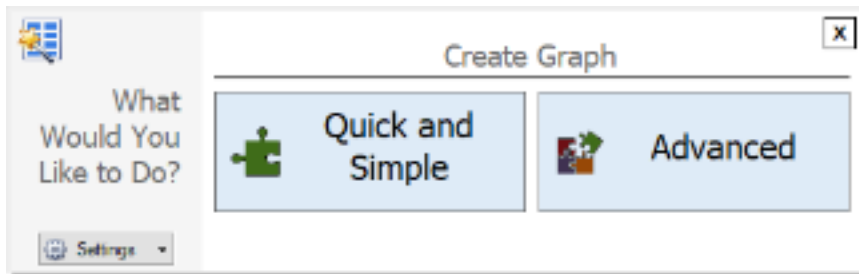 Create Graph
X
What
Would You
Like to Do?
Quick and
Simple
Advanced
Settings